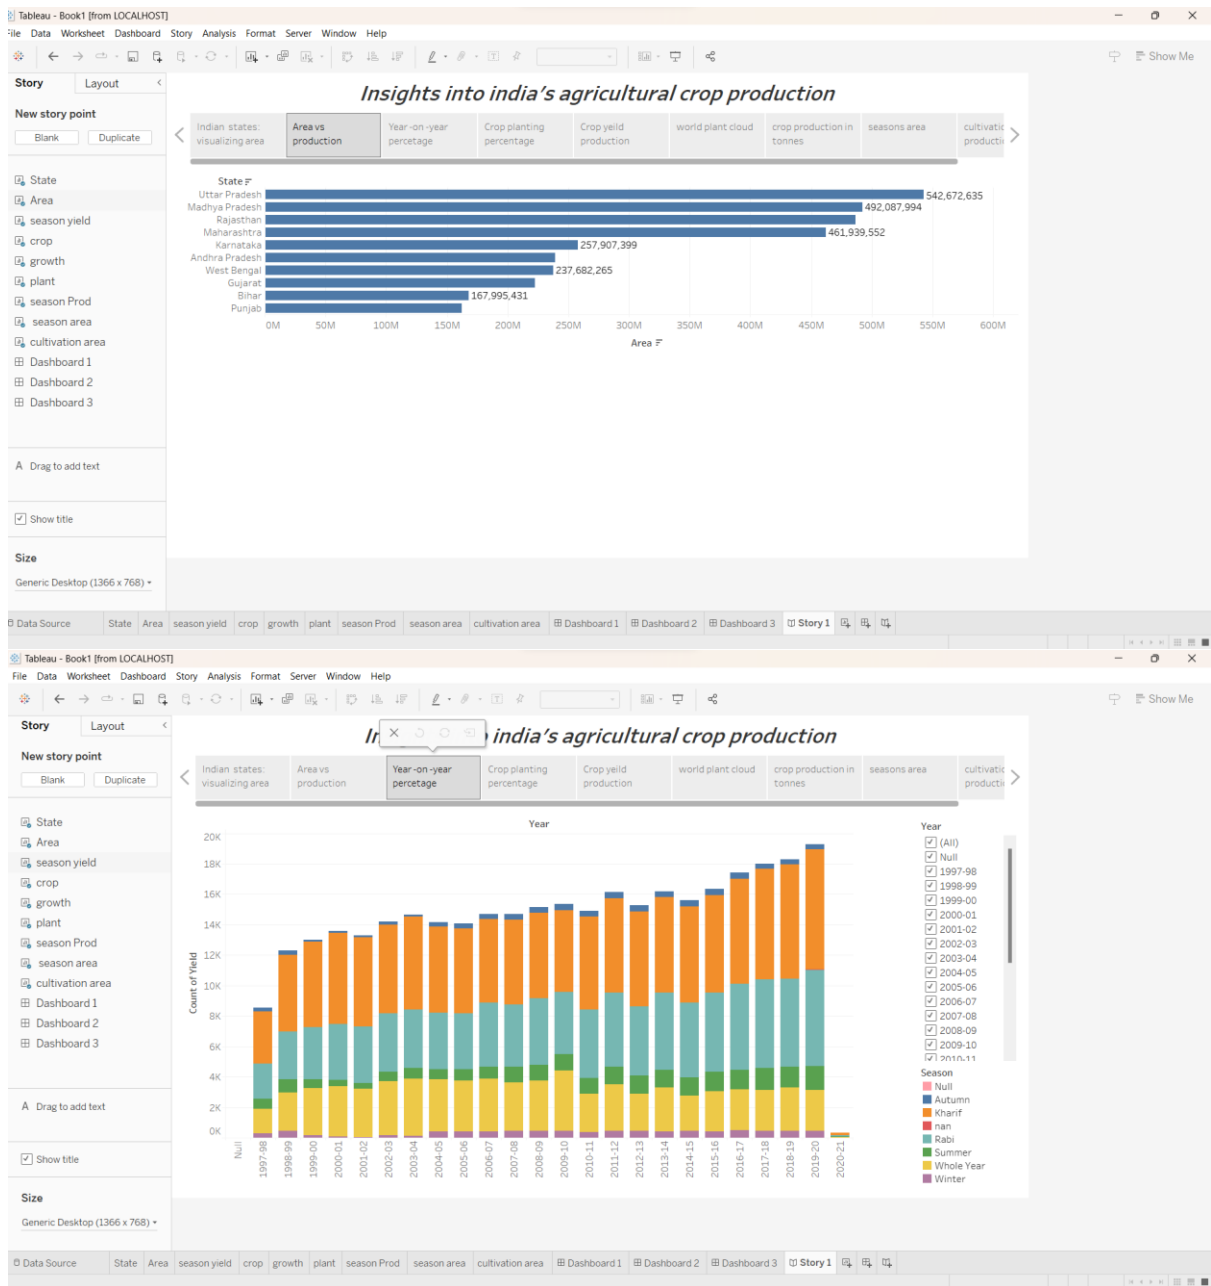 Tableau - Book1 [from LOCALHOST]
File Data Worksheet Dashboard Story Analysis Format Server Window Help
Show Me
Story Layout
New story point
Blank Duplicate
State
Area
season yield
crop
growth
plant
season Prod
season area
cultivation area
Dashboard 1
Dashboard 2
Dashboard 3
A Drag to add text
Show title
Size
Generic Desktop (1366 x 768)
Insights into india's agricultural crop production
Indian states: visualizing area
Area vs production
Year -on -year percetage
Crop planting percentage
Crop yeild production
world plant cloud
crop production in tonnes
seasons area
cultivatic producti
State
Uttar Pradesh 542,672,635
Madhya Pradesh 492,087,994
Rajasthan
Maharashtra 461,939,552
Karnataka 257,907,399
Andhra Pradesh
West Bengal 237,682,265
Gujarat
Bihar 167,995,431
Punjab
0M 50M 100M 150M 200M 250M 300M 350M 400M 450M 500M 550M 600M
Area
Data Source State Area season yield crop growth plant season Prod season area cultivation area Dashboard 1 Dashboard 2 Dashboard 3 Story 1
Tableau - Book1 [from LOCALHOST]
File Data Worksheet Dashboard Story Analysis Format Server Window Help
Show Me
Story Layout
New story point
Blank Duplicate
State
Area
season yield
crop
growth
plant
season Prod
season area
cultivation area
Dashboard 1
Dashboard 2
Dashboard 3
A Drag to add text
Show title
Size
Generic Desktop (1366 x 768)
india's agricultural crop production
Indian states: visualizing area
Area vs production
Year -on -year percetage
Crop planting percentage
Crop yeild production
world plant cloud
crop production in tonnes
seasons area
cultivatic producti
Year
Count of Yield
20K
18K
16K
14K
12K
10K
8K
6K
4K
2K
0K
Null 1997-98 1998-99 1999-00 2000-01 2001-02 2002-03 2003-04 2004-05 2005-06 2006-07 2007-08 2008-09 2009-10 2010-11 2011-12 2012-13 2013-14 2014-15 2015-16 2016-17 2017-18 2018-19 2019-20 2020-21
Year
(All)
Null
1997-98
1998-99
1999-00
2000-01
2001-02
2002-03
2003-04
2004-05
2005-06
2006-07
2007-08
2008-09
2009-10
2010-11
Season
Null
Autumn
Kharif
nan
Rabi
Summer
Whole Year
Winter
Data Source State Area season yield crop growth plant season Prod season area cultivation area Dashboard 1 Dashboard 2 Dashboard 3 Story 1